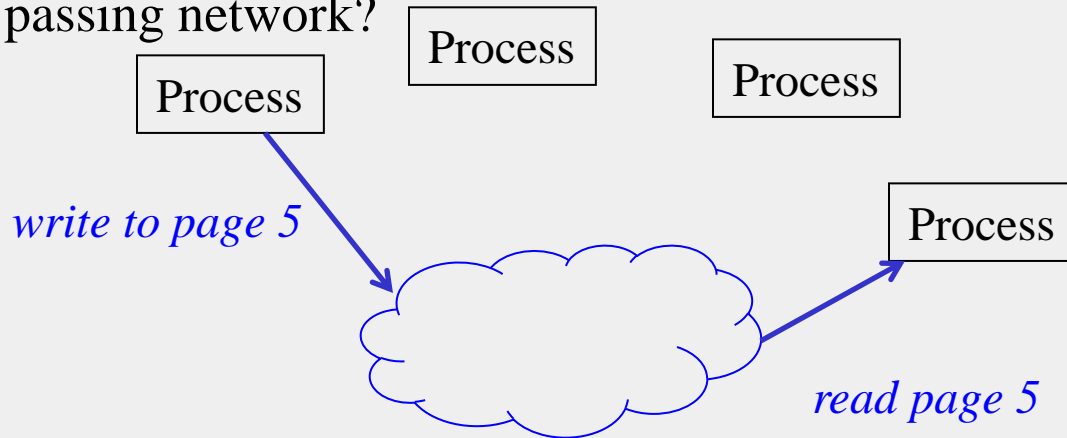 passing network?
Process
Process
Process
Process
write to page 5
read page 5